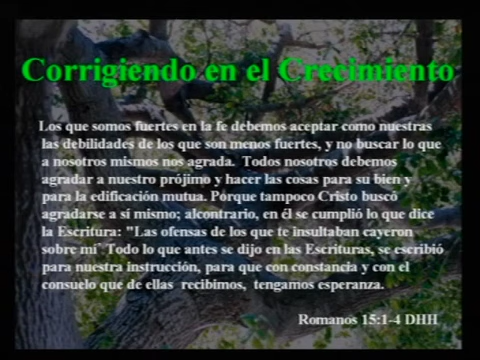 Corrigiendo en el Crecimiento
Los que somos fuertes en la fe debemos aceptar como nuestras
las debilidades de los que son menos fuertes, y no buscar lo que
a nosotros mismos nos agrada. Todos nosotros debemos
agradar a nuestro prójimo y hacer las cosas para su bien y
para la edificación mutua. Porque tampoco Cristo buscó
agradarse a sí mismo; alcontrario, en él se cumplió lo que dice
la Escritura: "Las ofensas de los que te insultaban cayeron
sobre mí¨ Todo lo que antes se dijo en las Escrituras, se escribió
para nuestra instrucción, para que con constancia y con el
consuelo que de ellas recibimos, tengamos esperanza.
Romanos 15:1-4 DHH